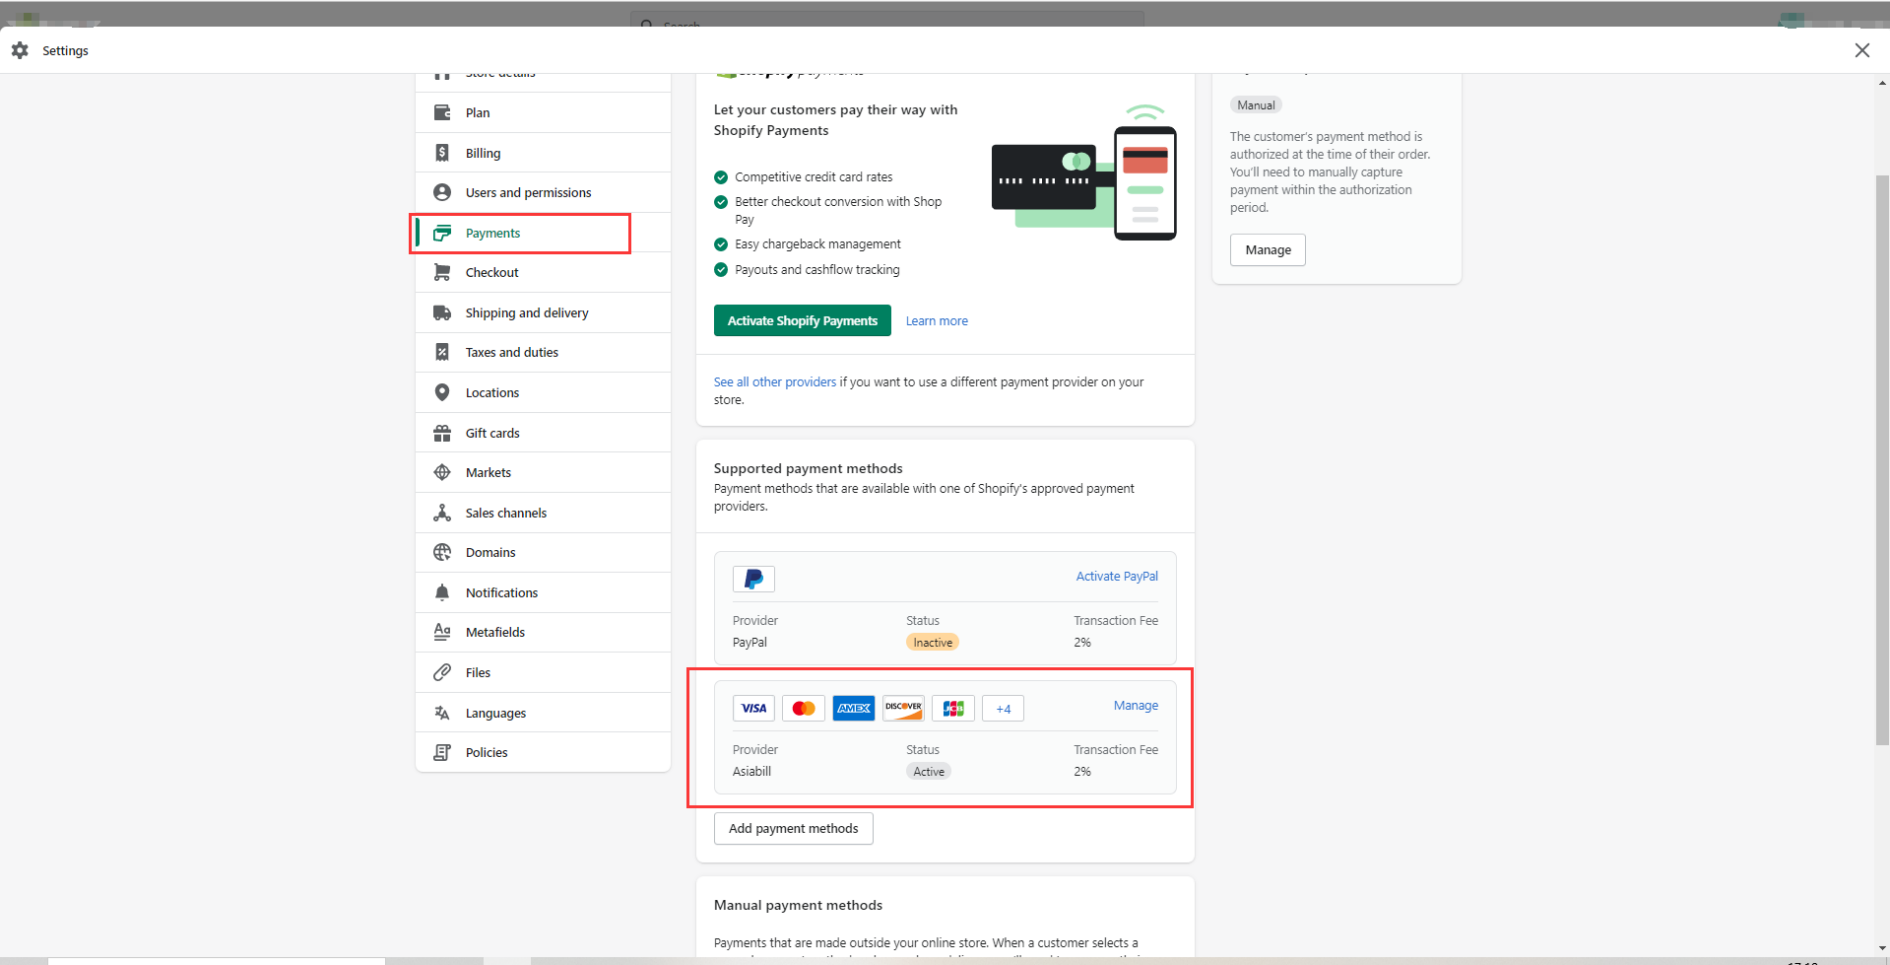 Search
Settings
Store details
Plan
Billing
Users and permissions
Payments
Checkout
Shipping and delivery
Taxes and duties
Locations
Gift cards
Markets
Sales channels
Domains
Notifications
Metafields
Files
Languages
Policies
shopify payments
Let your customers pay their way with
Shopify Payments
Competitive credit card rates
Better checkout conversion with Shop
Pay
Easy chargeback management
Payouts and cashflow tracking
Activate Shopify Payments
Learn more
See all other providers if you want to use a different payment provider on your
store.
Supported payment methods
Payment methods that are available with one of Shopify's approved payment
providers.
Activate PayPal
Provider
Status
Transaction Fee
PayPal
Inactive
2%
VISA
AMEX
DISCOVER
JCB
+4
Manage
Provider
Status
Transaction Fee
Asiabill
Active
2%
Add payment methods
Manual payment methods
Payments that are made outside your online store. When a customer selects a
Manual
The customer's payment method is
authorized at the time of their order.
You'll need to manually capture
payment within the authorization
period.
Manage